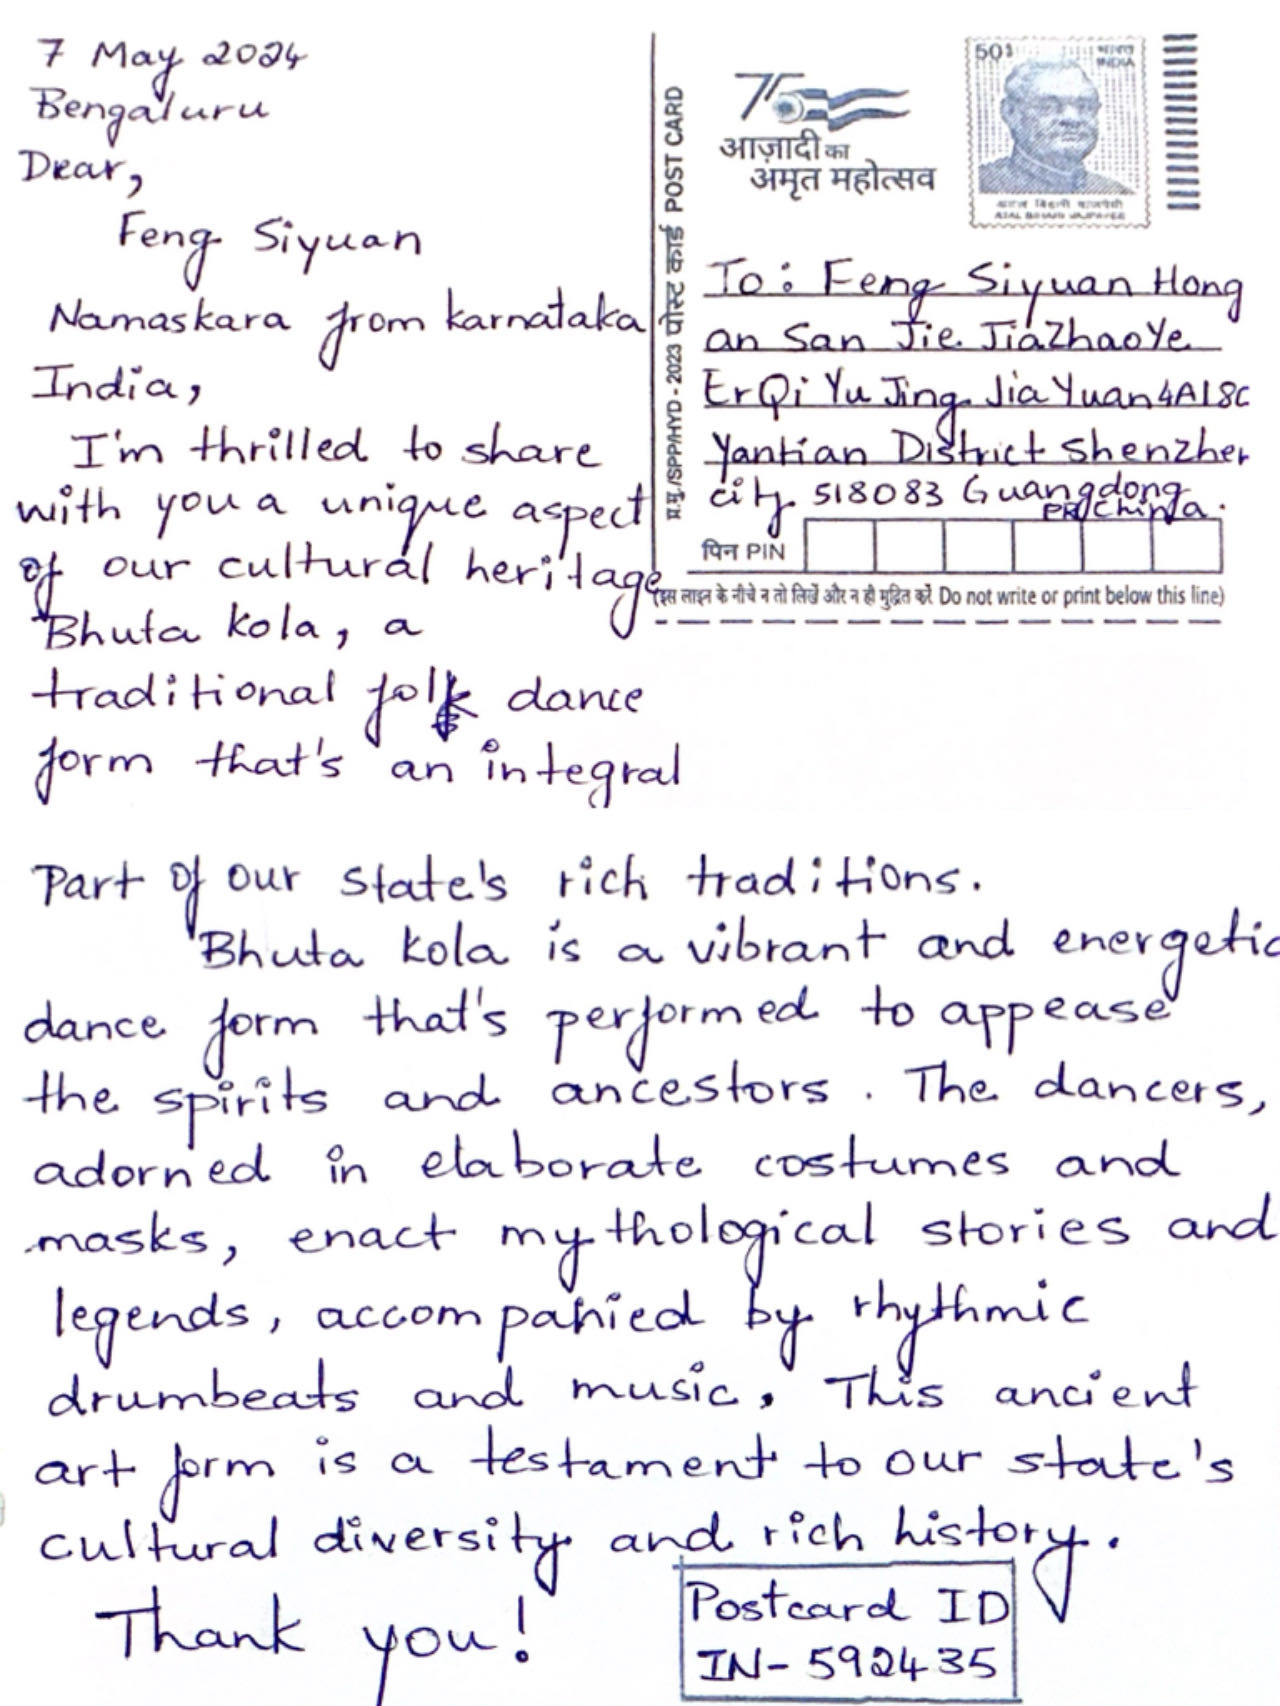 7 May 2024
Bengaluru
Dear,
Feng Siyuan
Namaskara from karnataka
India,
I'm thrilled to share
with you a unique aspect
of our cultural heritage
Bhuta kola, a
traditional folk dance
form that's an integral
प्र.मु./SPP/HYD - 2023 पोस्ट कार्ड POST CARD
75
आज़ादी का
अमृत महोत्सव
50
भारत
INDIA
अटल बिहारी वाजपेयी
ATAL BIHARI VAJPAYEE
To: Feng Siyuan Hong
an San Jie JiaZhaoYe
ErQi Yu Jing Jia Yuan 4A18C
Yantian District Shenzhen
city 518083 Guangdong
PR China.
पिन PIN
(इस लाइन के नीचे न तो लिखें और न ही मुद्रित करें Do not write or print below this line)
Part of our state's rich traditions.
Bhuta kola is a vibrant and energetic
dance form that's performed to appease
the spirits and ancestors. The dancers,
adorned in elaborate costumes and
masks, enact mythological stories and
legends, accompanied by rhythmic
drumbeats and music. This ancient
art form is a testament to our state's
cultural diversity and rich history.
Thank you!
Postcard ID
IN-592435